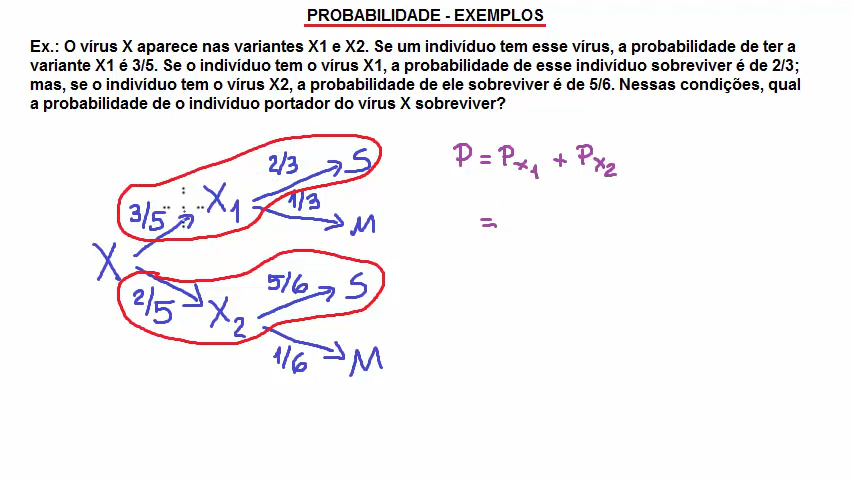 PROBABILIDADE - EXEMPLOS
Ex.: O vírus X aparece nas variantes X1 e X2. Se um indivíduo tem esse vírus, a probabilidade de ter a
variante X1 é 3/5. Se o indivíduo tem o vírus X1, a probabilidade de esse indivíduo sobreviver é de 2/3;
mas, se o indivíduo tem o vírus X2, a probabilidade de ele sobreviver é de 5/6. Nessas condições, qual
a probabilidade de o indivíduo portador do vírus X sobreviver?
2/3 S
3/5 X1 1/3 M
X
2/5 X2 5/6 S
1/6 M
P = Px1 + Px2
=